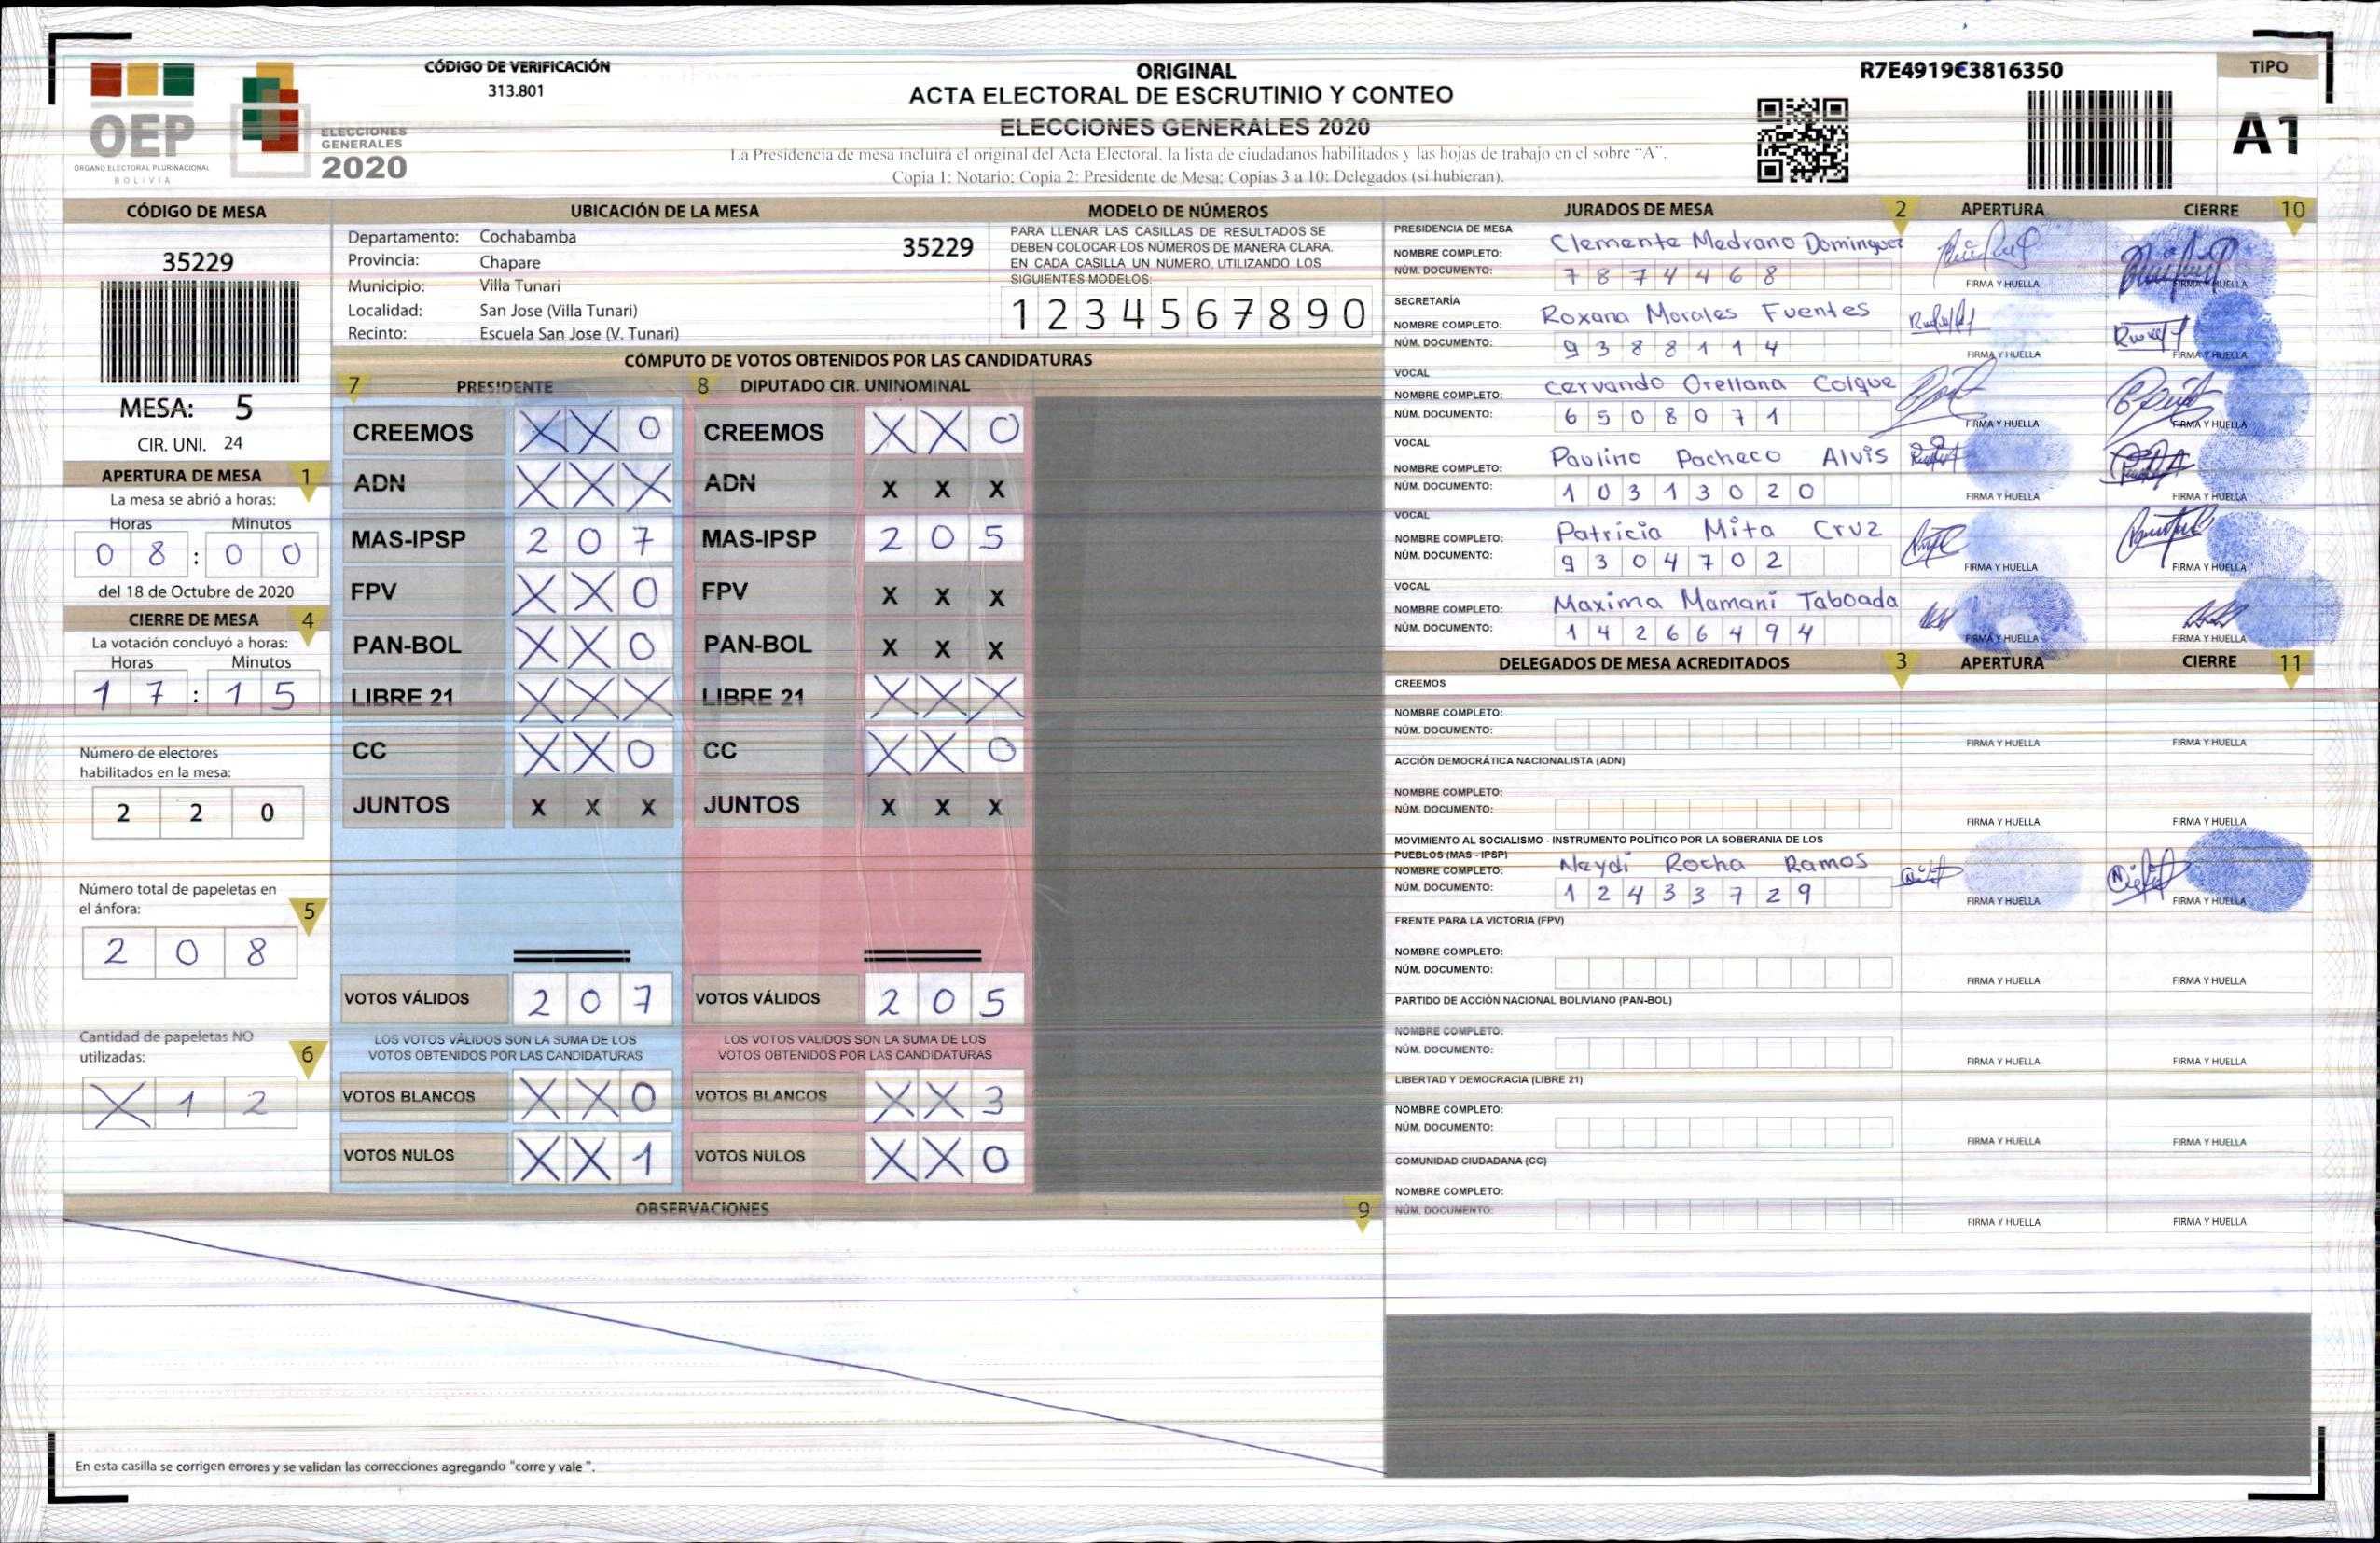 CÓDIGO DE VERIFICACIÓN
313.801
OEP
ÓRGANO ELECTORAL PLURINACIONAL
BOLIVIA
ELECCIONES
GENERALES
2020
ORIGINAL
ACTA ELECTORAL DE ESCRUTINIO Y CONTEO
ELECCIONES GENERALES 2020
La Presidencia de mesa incluirá el original del Acta Electoral, la lista de ciudadanos habilitados y las hojas de trabajo en el sobre "A".
Copia 1: Notario; Copia 2: Presidente de Mesa; Copias 3 a 10: Delegados (si hubieran).
R7E4919€3816350
TIPO
A1
CÓDIGO DE MESA
35229
MESA: 5
CIR. UNI. 24
APERTURA DE MESA 1
La mesa se abrió a horas:
Horas Minutos
0 8 : 0 0
del 18 de Octubre de 2020
CIERRE DE MESA 4
La votación concluyó a horas:
Horas Minutos
1 7 : 1 5
Número de electores
habilitados en la mesa:
2 2 0
Número total de papeletas en
el ánfora: 5
2 0 8
Cantidad de papeletas NO
utilizadas: 6
X 1 2
UBICACIÓN DE LA MESA
Departamento: Cochabamba
35229
Provincia: Chapare
Municipio: Villa Tunari
Localidad: San Jose (Villa Tunari)
Recinto: Escuela San Jose (V. Tunari)
MODELO DE NÚMEROS
PARA LLENAR LAS CASILLAS DE RESULTADOS SE
DEBEN COLOCAR LOS NÚMEROS DE MANERA CLARA.
EN CADA CASILLA UN NÚMERO, UTILIZANDO LOS
SIGUIENTES MODELOS:
1 2 3 4 5 6 7 8 9 0
CÓMPUTO DE VOTOS OBTENIDOS POR LAS CANDIDATURAS
7 PRESIDENTE 8 DIPUTADO CIR. UNINOMINAL
CREEMOS X X 0 CREEMOS X X 0
ADN X X X ADN X X X
MAS-IPSP 2 0 7 MAS-IPSP 2 0 5
FPV X X 0 FPV X X X
PAN-BOL X X 0 PAN-BOL X X X
LIBRE 21 X X X LIBRE 21 X X X
CC X X 0 CC X X 0
JUNTOS X X X JUNTOS X X X
VOTOS VÁLIDOS 2 0 7 VOTOS VÁLIDOS 2 0 5
LOS VOTOS VÁLIDOS SON LA SUMA DE LOS LOS VOTOS VÁLIDOS SON LA SUMA DE LOS
VOTOS OBTENIDOS POR LAS CANDIDATURAS VOTOS OBTENIDOS POR LAS CANDIDATURAS
VOTOS BLANCOS X X 0 VOTOS BLANCOS X X 3
VOTOS NULOS X X 1 VOTOS NULOS X X 0
OBSERVACIONES 9
En esta casilla se corrigen errores y se validan las correcciones agregando "corre y vale ".
JURADOS DE MESA 2 APERTURA CIERRE 10
PRESIDENCIA DE MESA
NOMBRE COMPLETO: Clemente Medrano Dominguez
NÚM. DOCUMENTO: 7 8 7 4 4 6 8
FIRMA Y HUELLA FIRMA Y HUELLA
SECRETARÍA
NOMBRE COMPLETO: Roxana Morales Fuentes
NÚM. DOCUMENTO: 9 3 8 8 1 1 4
FIRMA Y HUELLA FIRMA Y HUELLA
VOCAL
NOMBRE COMPLETO: Cervando Orellana Colque
NÚM. DOCUMENTO: 6 5 0 8 0 7 1
FIRMA Y HUELLA FIRMA Y HUELLA
VOCAL
NOMBRE COMPLETO: Paulino Pacheco Alvis
NÚM. DOCUMENTO: 1 0 3 1 3 0 2 0
FIRMA Y HUELLA FIRMA Y HUELLA
VOCAL
NOMBRE COMPLETO: Patricia Mita Cruz
NÚM. DOCUMENTO: 9 3 0 4 7 0 2
FIRMA Y HUELLA FIRMA Y HUELLA
VOCAL
NOMBRE COMPLETO: Maxima Mamani Taboada
NÚM. DOCUMENTO: 1 4 2 6 6 4 9 4
FIRMA Y HUELLA FIRMA Y HUELLA
DELEGADOS DE MESA ACREDITADOS 3 APERTURA CIERRE 11
CREEMOS
NOMBRE COMPLETO:
NÚM. DOCUMENTO:
FIRMA Y HUELLA FIRMA Y HUELLA
ACCIÓN DEMOCRÁTICA NACIONALISTA (ADN)
NOMBRE COMPLETO:
NÚM. DOCUMENTO:
FIRMA Y HUELLA FIRMA Y HUELLA
MOVIMIENTO AL SOCIALISMO - INSTRUMENTO POLÍTICO POR LA SOBERANIA DE LOS
PUEBLOS (MAS - IPSP)
NOMBRE COMPLETO: Neydi Rocha Ramos
NÚM. DOCUMENTO: 1 2 4 3 3 7 2 9
FIRMA Y HUELLA FIRMA Y HUELLA
FRENTE PARA LA VICTORIA (FPV)
NOMBRE COMPLETO:
NÚM. DOCUMENTO:
FIRMA Y HUELLA FIRMA Y HUELLA
PARTIDO DE ACCIÓN NACIONAL BOLIVIANO (PAN-BOL)
NOMBRE COMPLETO:
NÚM. DOCUMENTO:
FIRMA Y HUELLA FIRMA Y HUELLA
LIBERTAD Y DEMOCRACIA (LIBRE 21)
NOMBRE COMPLETO:
NÚM. DOCUMENTO:
FIRMA Y HUELLA FIRMA Y HUELLA
COMUNIDAD CIUDADANA (CC)
NOMBRE COMPLETO:
NÚM. DOCUMENTO:
FIRMA Y HUELLA FIRMA Y HUELLA